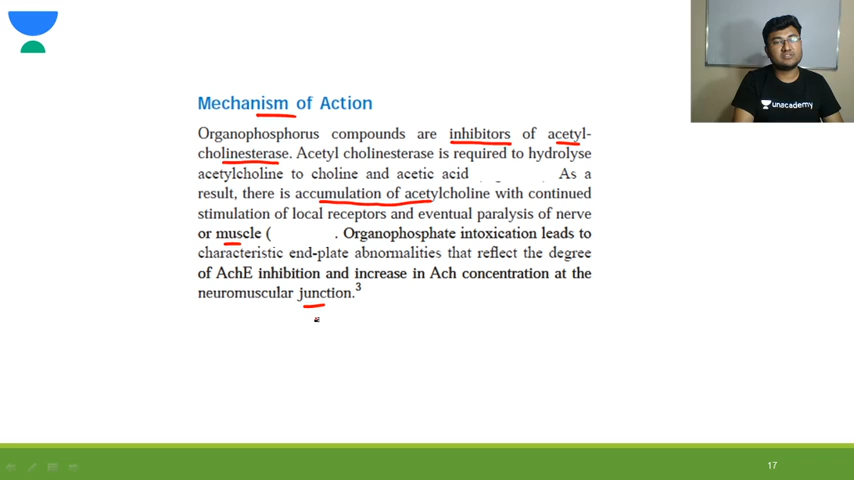 Mechanism of Action
Organophosphorus compounds are inhibitors of acetyl-
cholinesterase. Acetyl cholinesterase is required to hydrolyse
acetylcholine to choline and acetic acid As a
result, there is accumulation of acetylcholine with continued
stimulation of local receptors and eventual paralysis of nerve
or muscle ( . Organophosphate intoxication leads to
characteristic end-plate abnormalities that reflect the degree
of AchE inhibition and increase in Ach concentration at the
neuromuscular junction.3
unacademy
17